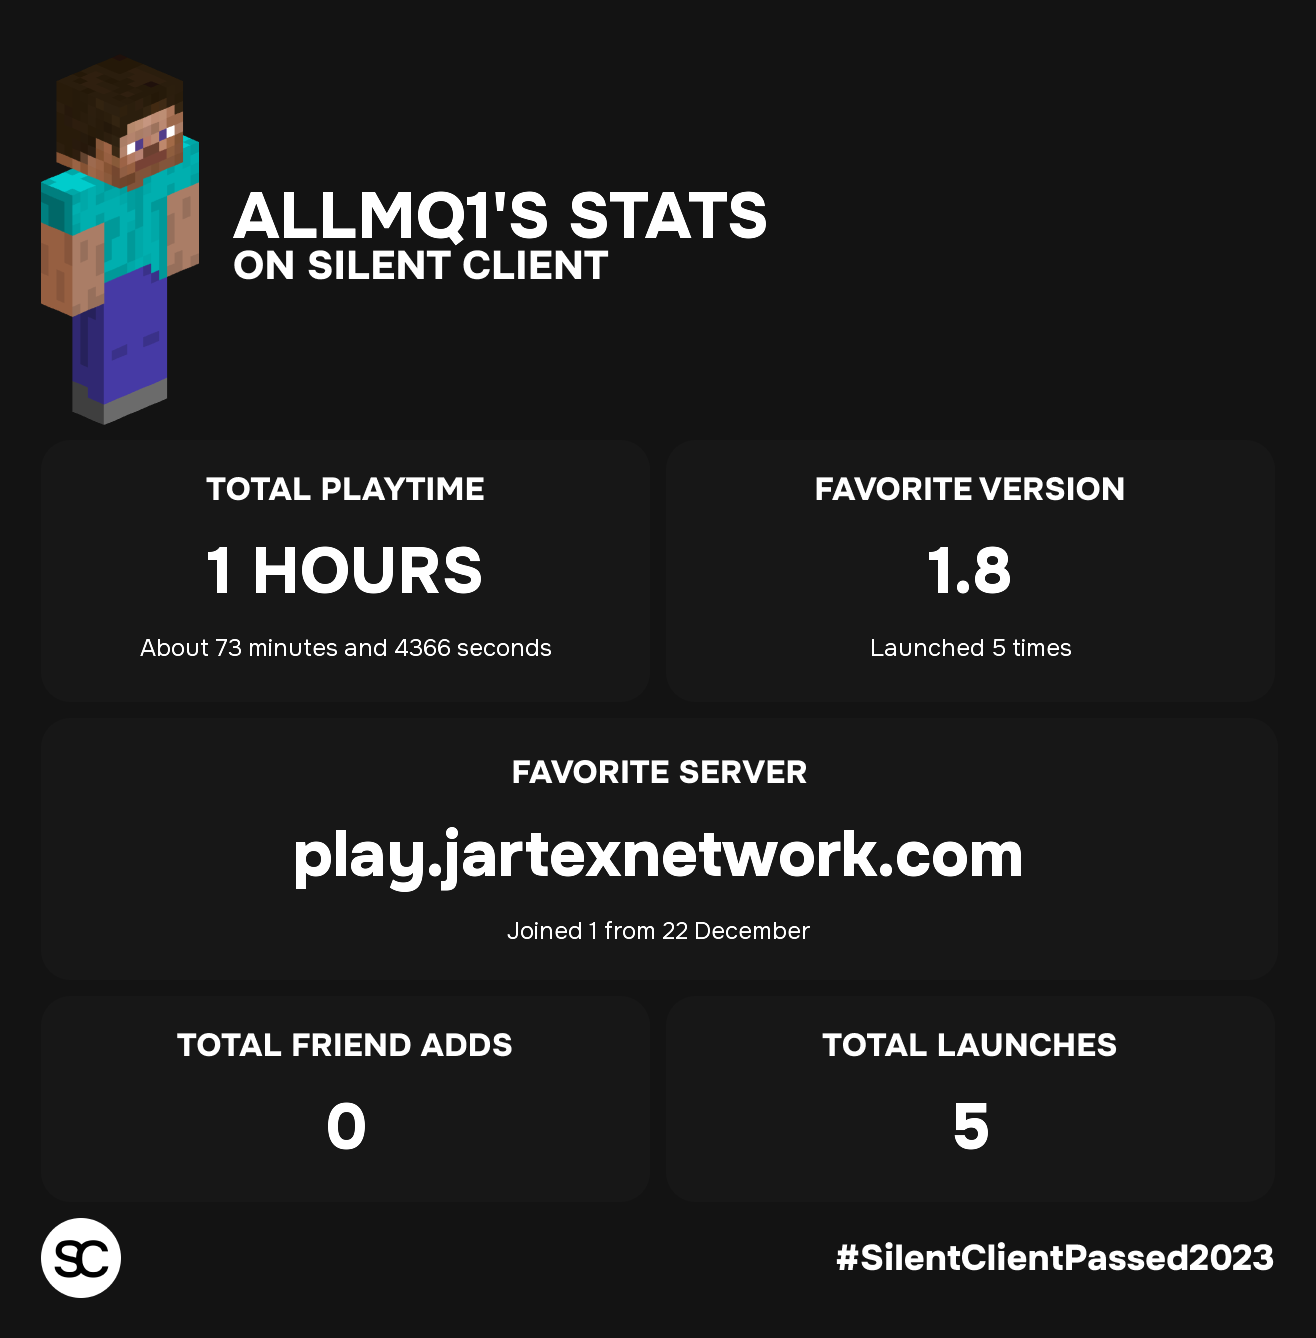 ALLMQ1'S STATS
ON SILENT CLIENT
TOTAL PLAYTIME
1 HOURS
About 73 minutes and 4366 seconds
FAVORITE VERSION
1.8
Launched 5 times
FAVORITE SERVER
play.jartexnetwork.com
Joined 1 from 22 December
TOTAL FRIEND ADDS
0
TOTAL LAUNCHES
5
SC
#SilentClientPassed2023